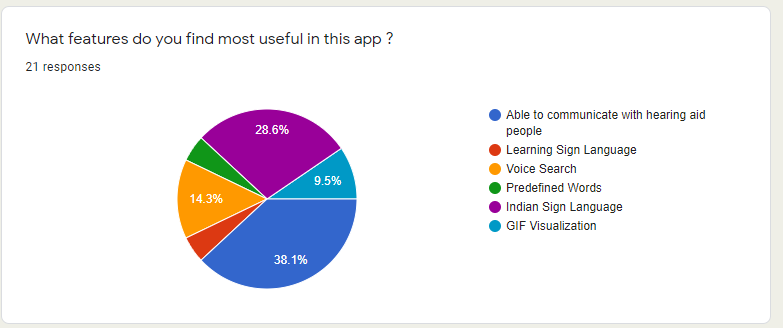 What features do you find most useful in this app ?
21 responses
28.6%
9.5%
14.3%
38.1%
Able to communicate with hearing aid
people
Learning Sign Language
Voice Search
Predefined Words
Indian Sign Language
GIF Visualization